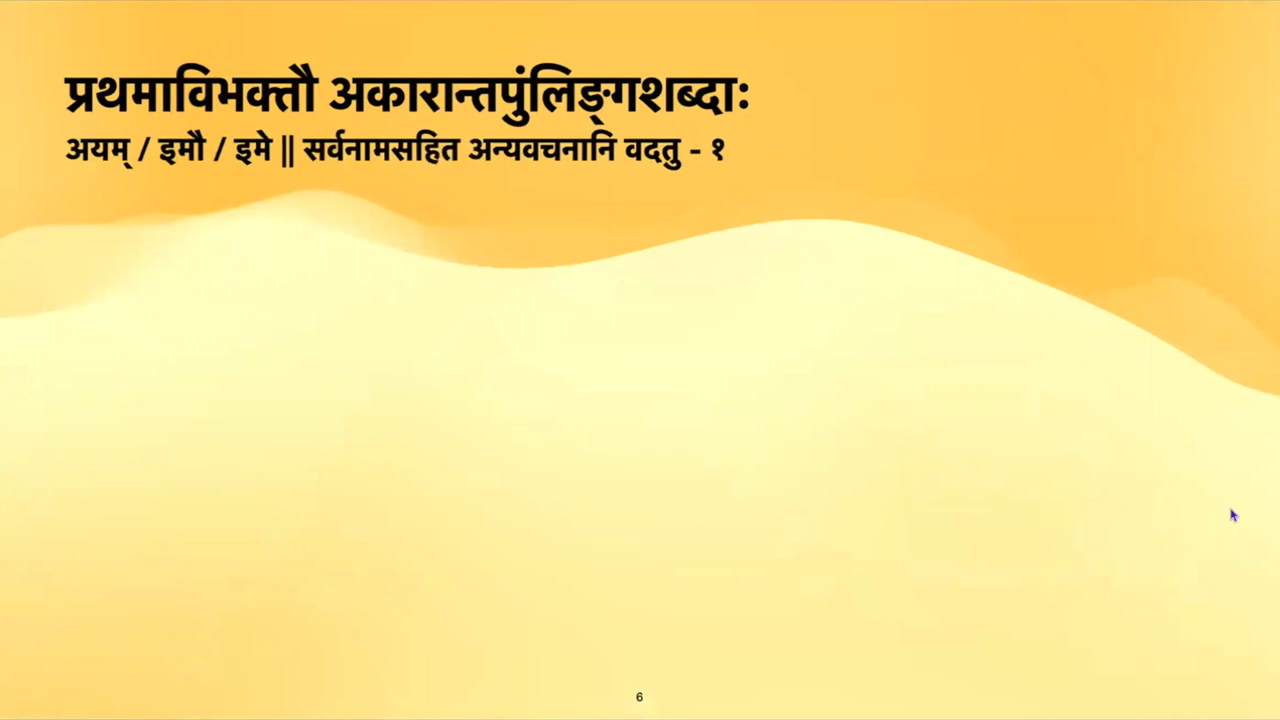 प्रथमाविभक्तौ अकारान्तपुंलिङ्गशब्दाः
अयम् / इमौ / इमे || सर्वनामसहित अन्यवचनानि वदतु - १
6